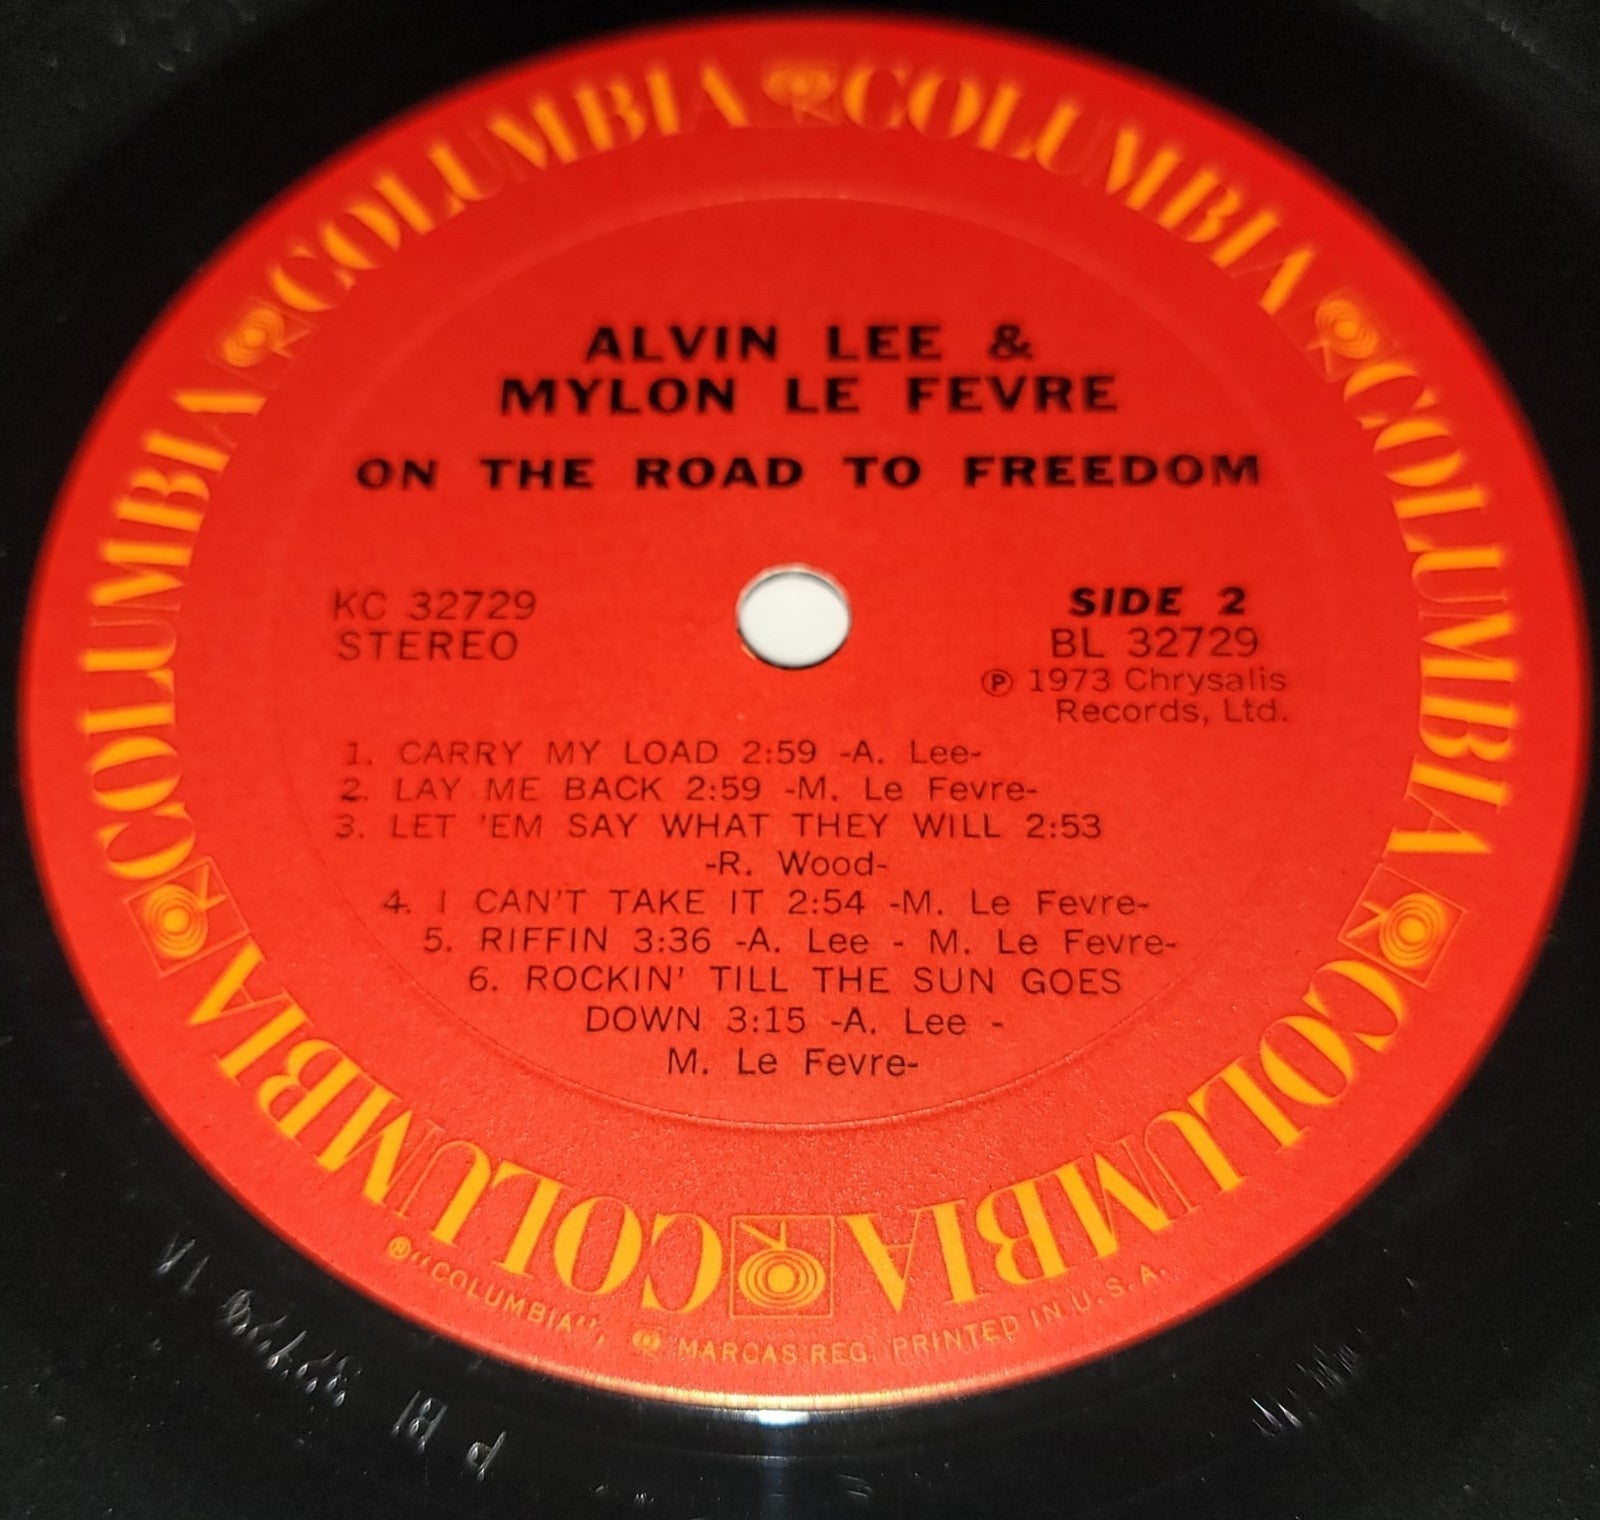 COLUMBIA COLUMBIA COLUMBIA COLUMBIA COLUMBIA COLUMBIA COLUMBIA COLUMBIA
ALVIN LEE &
MYLON LE FEVRE
ON THE ROAD TO FREEDOM
KC 32729
STEREO
SIDE 2
BL 32729
Ⓟ 1973 Chrysalis
Records, Ltd.
1. CARRY MY LOAD 2:59 -A. Lee-
2. LAY ME BACK 2:59 -M. Le Fevre-
3. LET 'EM SAY WHAT THEY WILL 2:53
-R. Wood-
4. I CAN'T TAKE IT 2:54 -M. Le Fevre-
5. RIFFIN 3:36 -A. Lee - M. Le Fevre-
6. ROCKIN' TILL THE SUN GOES
DOWN 3:15 -A. Lee -
M. Le Fevre-
® "COLUMBIA", MARCAS REG. PRINTED IN U.S.A.
P BL 32729 1A